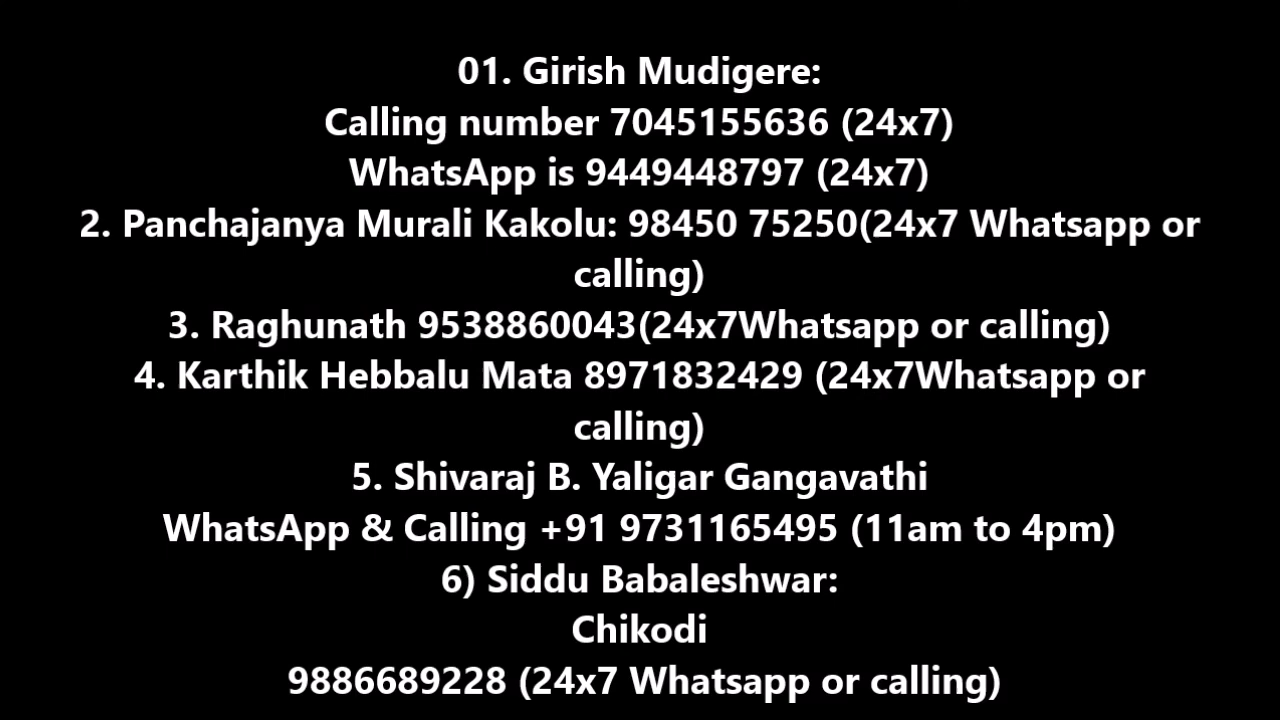 01. Girish Mudigere:
Calling number 7045155636 (24x7)
WhatsApp is 9449448797 (24x7)
2. Panchajanya Murali Kakolu: 98450 75250(24x7 Whatsapp or
calling)
3. Raghunath 9538860043(24x7Whatsapp or calling)
4. Karthik Hebbalu Mata 8971832429 (24x7Whatsapp or
calling)
5. Shivaraj B. Yaligar Gangavathi
WhatsApp & Calling +91 9731165495 (11am to 4pm)
6) Siddu Babaleshwar:
Chikodi
9886689228 (24x7 Whatsapp or calling)